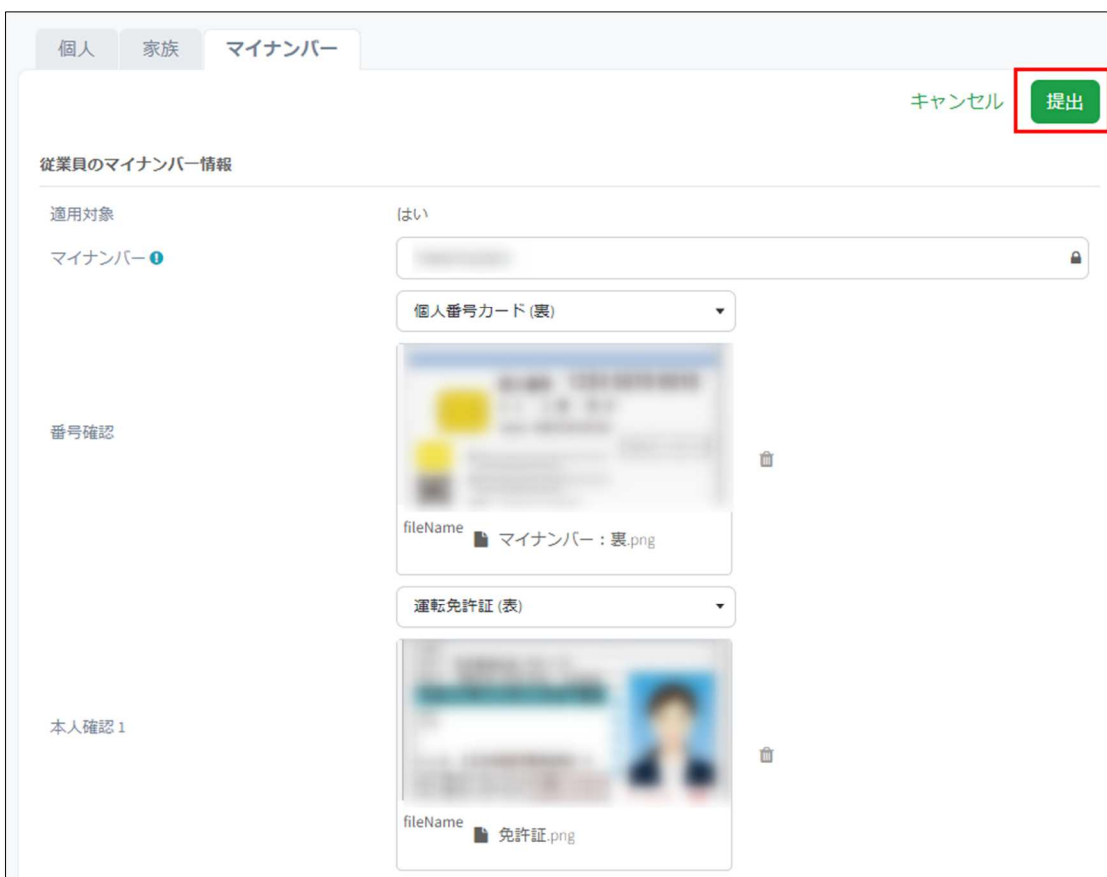 個人 家族 マイナンバー
キャンセル 提出
従業員のマイナンバー情報
適用対象 はい
マイナンバー
個人番号カード (裏)
番号確認
fileName マイナンバー：裏.png
運転免許証 (表)
本人確認 1
fileName 免許証.png